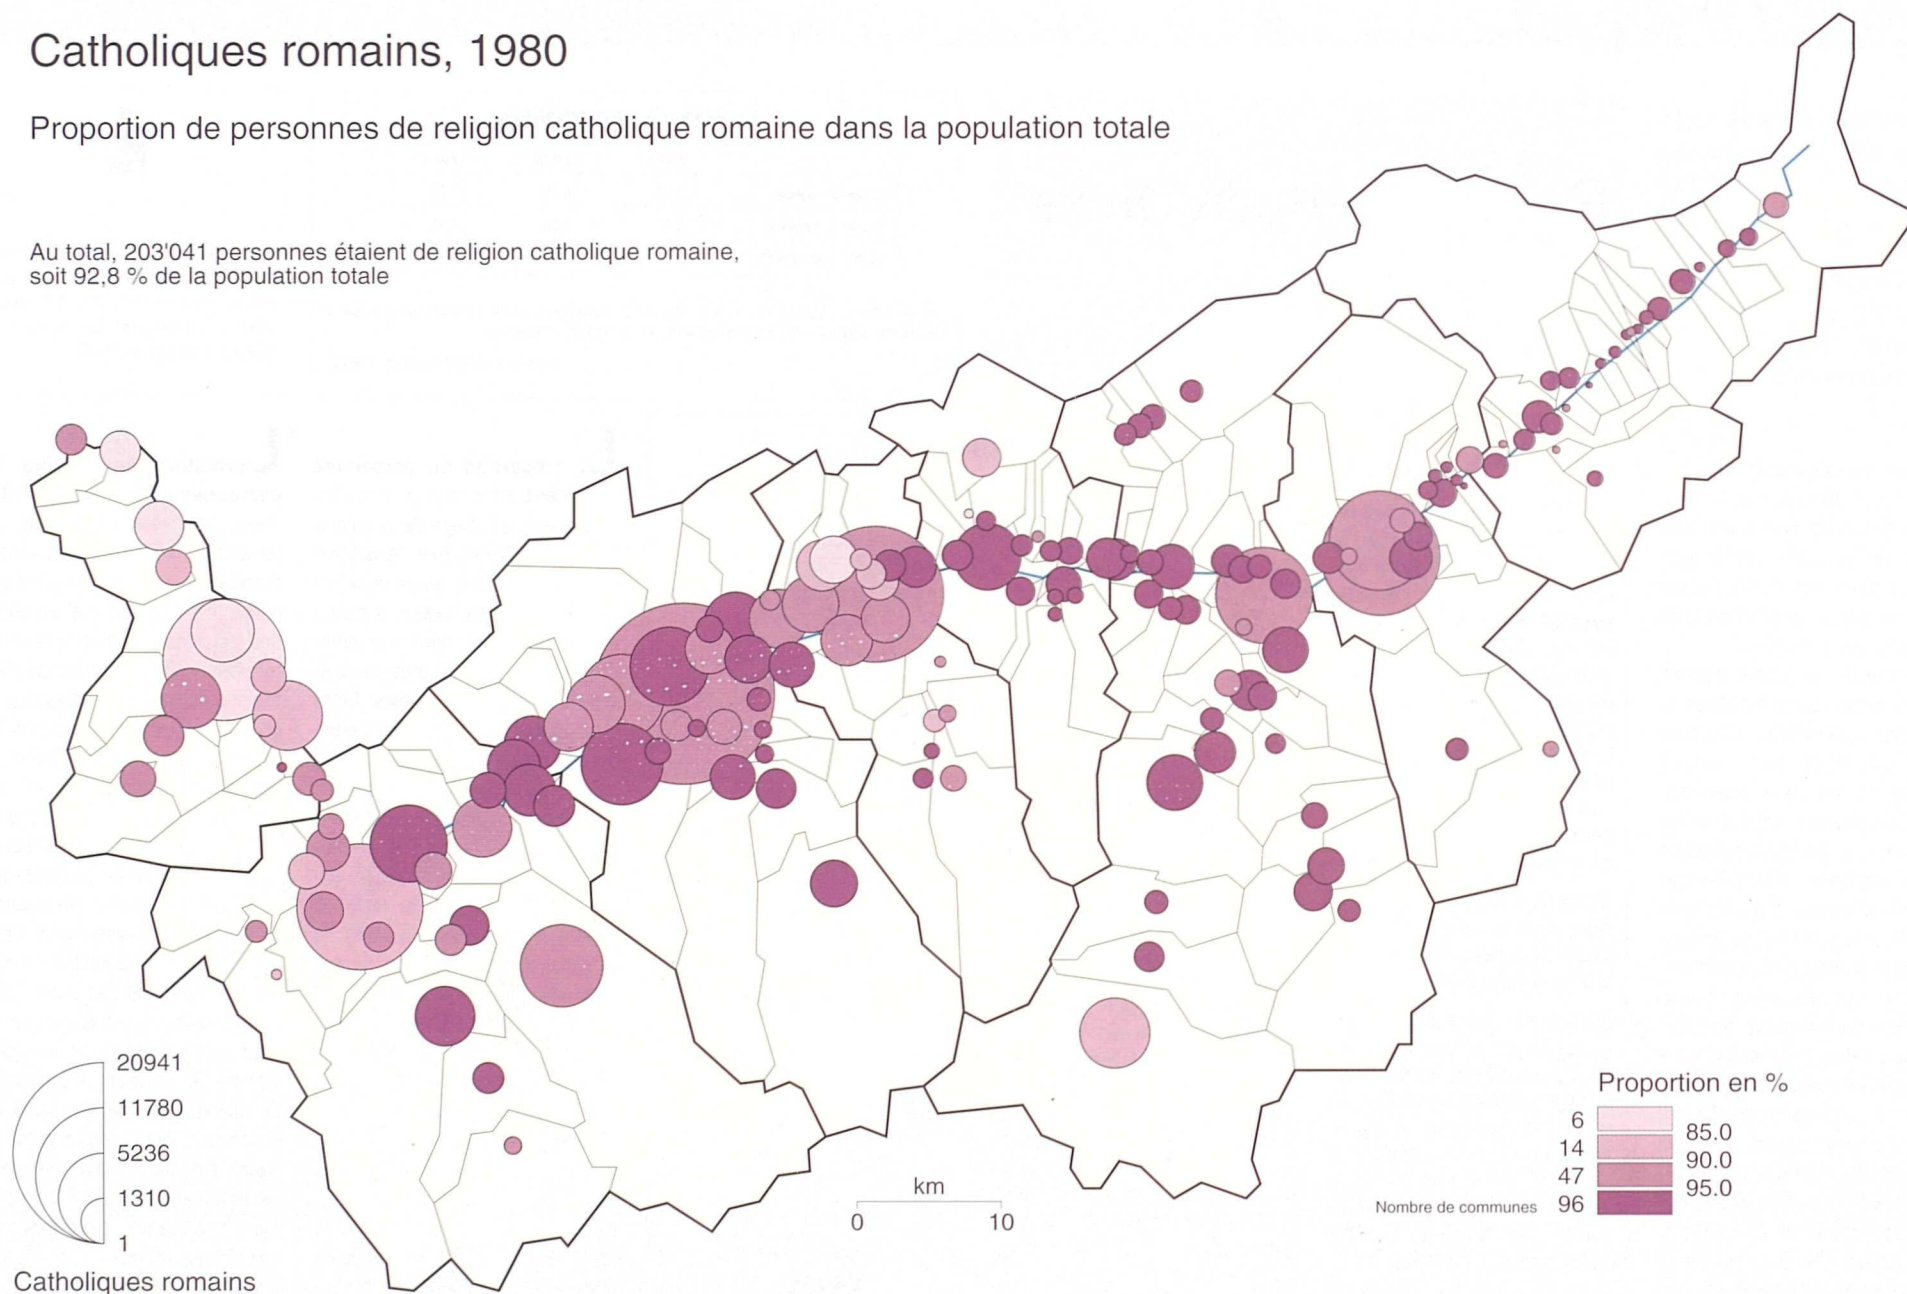 Catholiques romains, 1980
Proportion de personnes de religion catholique romaine dans la population totale
Au total, 203'041 personnes étaient de religion catholique romaine,
soit 92,8 % de la population totale
20941
11780
5236
1310
1
Catholiques romains
km
0 10
Proportion en %
6
85.0
14
90.0
47
95.0
Nombre de communes 96